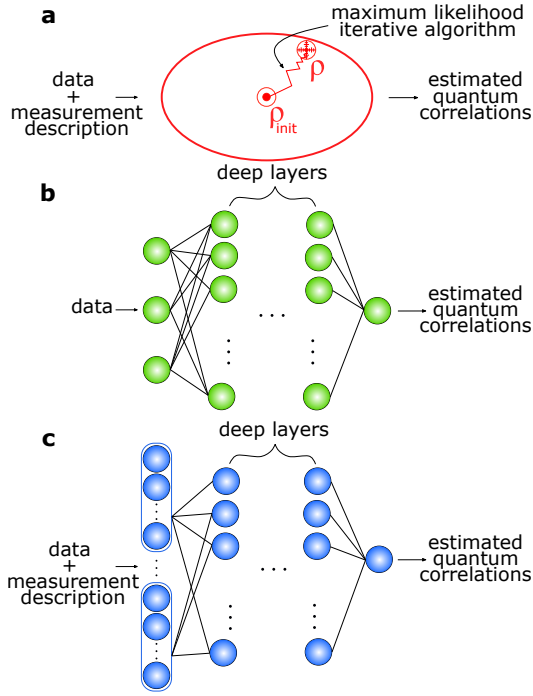 a
maximum likelihood
iterative algorithm
data
+
measurement
description
ρ
ρinit
estimated
quantum
correlations
deep layers
b
data
. . .
estimated
quantum
correlations
deep layers
c
data
+
measurement
description
. . .
estimated
quantum
correlations